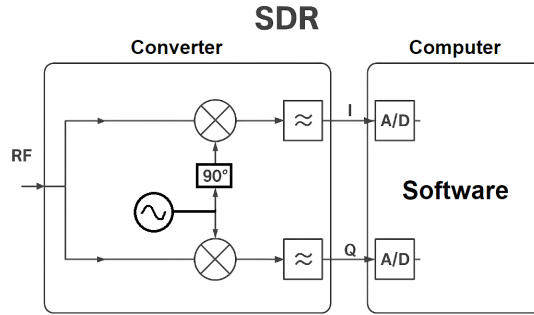 SDR
Converter
Computer
I
A/D
RF
90°
Software
Q
A/D